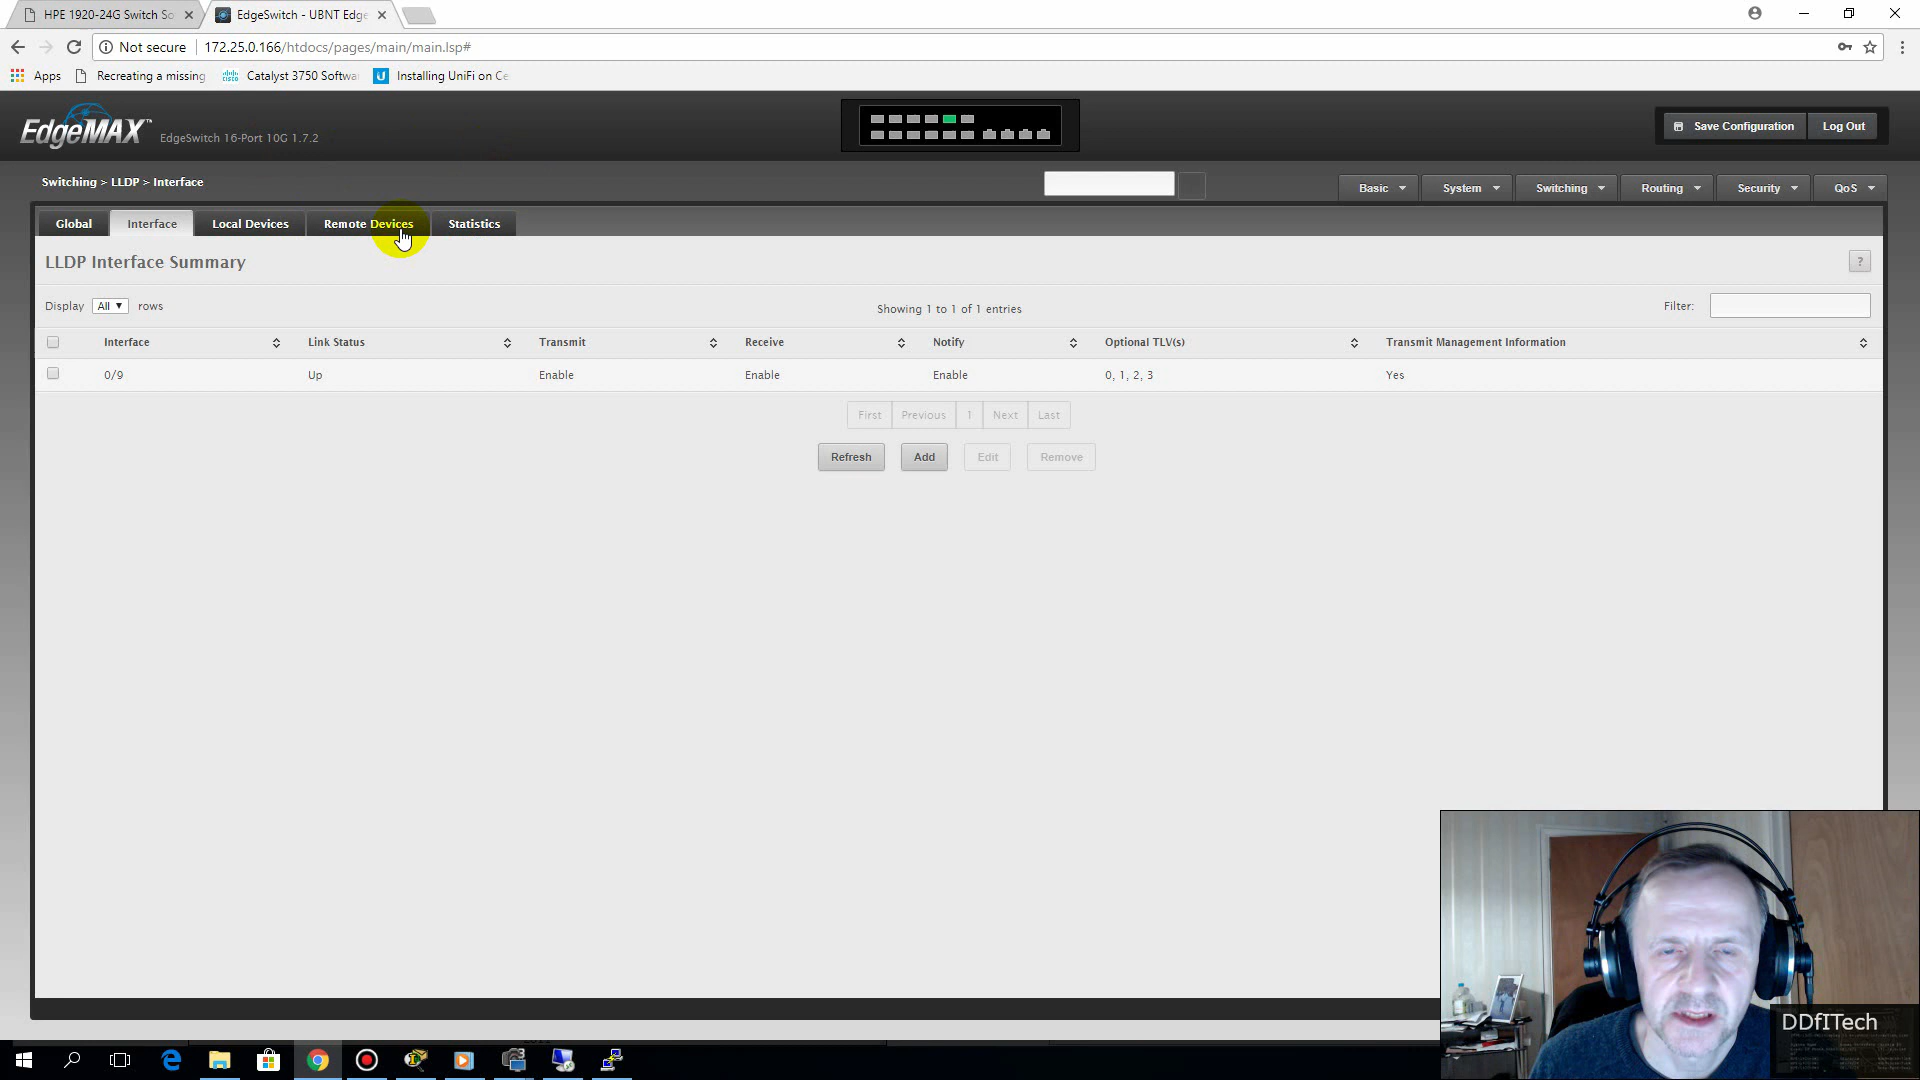 HPE 1920-24G Switch So
EdgeSwitch - UBNT Edge
Not secure
172.25.0.166/htdocs/pages/main/main.lsp#
Apps
Recreating a missing
Catalyst 3750 Softwa
Installing UniFi on Ce
EdgeMAX™
EdgeSwitch 16-Port 10G 1.7.2
Save Configuration
Log Out
Switching > LLDP > Interface
Basic
System
Switching
Routing
Security
QoS
Global
Interface
Local Devices
Remote Devices
Statistics
LLDP Interface Summary
?
Display All rows
Showing 1 to 1 of 1 entries
Filter:
Interface Link Status Transmit Receive Notify Optional TLV(s) Transmit Management Information
0/9 Up Enable Enable Enable 0, 1, 2, 3 Yes
First Previous 1 Next Last
Refresh Add Edit Remove
DDfITech